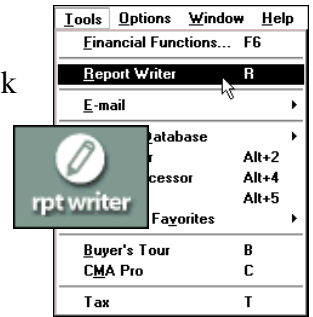 Tools Options Window Help
Financial Functions... F6
Report Writer R
k
E-mail
Database
Alt+2
cessor Alt+4
Alt+5
rpt writer
Favorites
Buyer's Tour B
CMA Pro C
Tax T